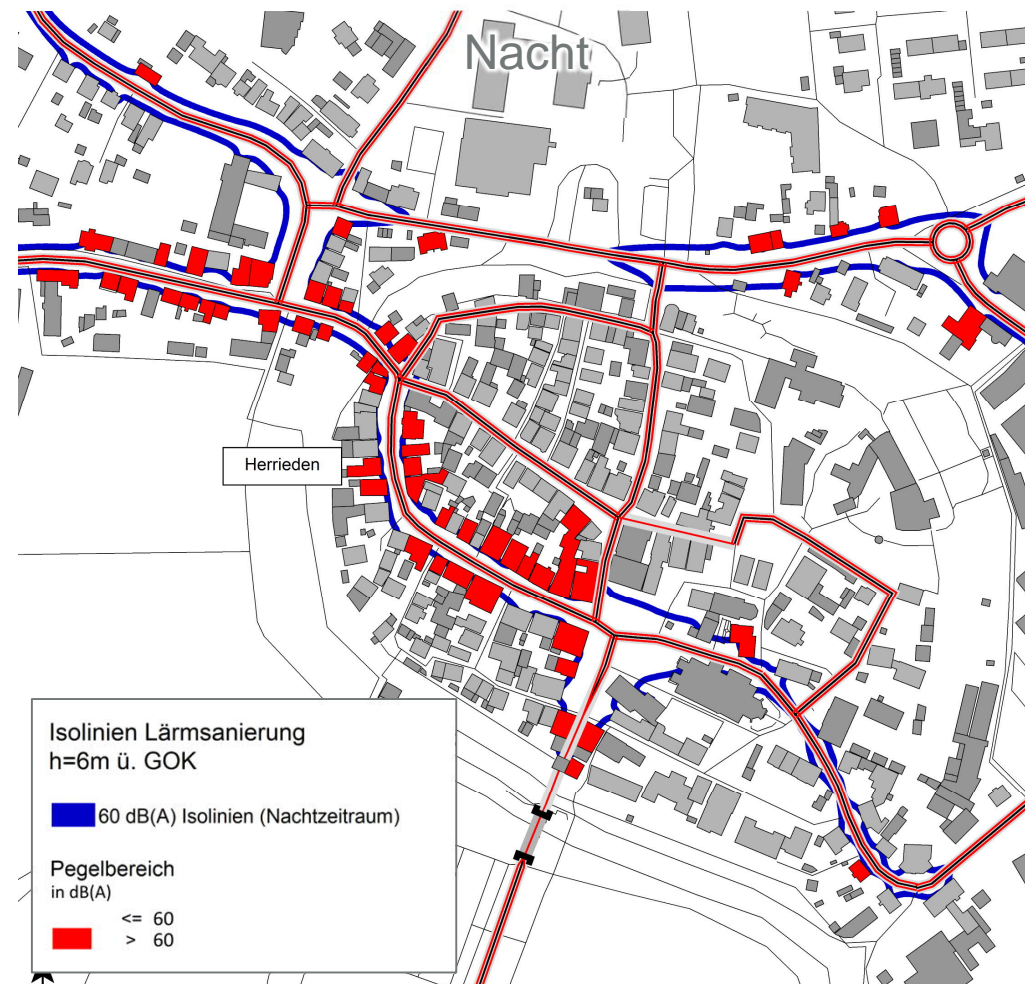 Nacht
Herrieden
Isolinien Lärmsanierung
h=6m ü. GOK
60 dB(A) Isolinien (Nachtzeitraum)
Pegelbereich
in dB(A)
<= 60
> 60